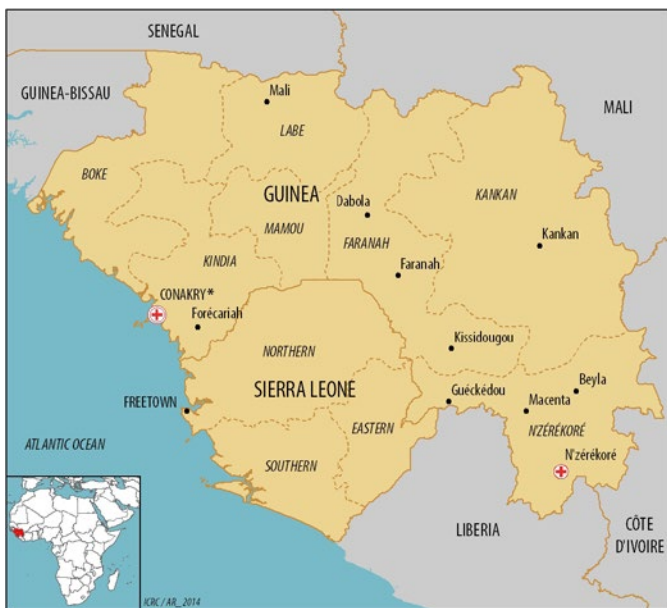 SENEGAL
GUINEA-BISSAU
MALI
Mali
LABE
BOKE
GUINEA
KANKAN
Dabola
MAMOU
FARANAH
Kankan
KINDIA
Faranah
CONAKRY*
Forécariah
NORTHERN
Kissidougou
SIERRA LEONE
Guéckédou
Beyla
FREETOWN
Macenta
EASTERN
N'ZÉRÉKORÉ
ATLANTIC OCEAN
SOUTHERN
N'zérékoré
LIBERIA
CÔTE
D'IVOIRE
ICRC / AR_2014